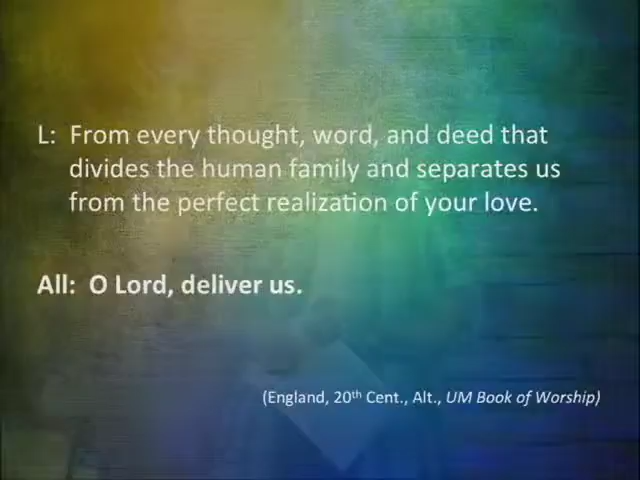 L: From every thought, word, and deed that
divides the human family and separates us
from the perfect realization of your love.
All: O Lord, deliver us.
(England, 20th Cent., Alt., UM Book of Worship)